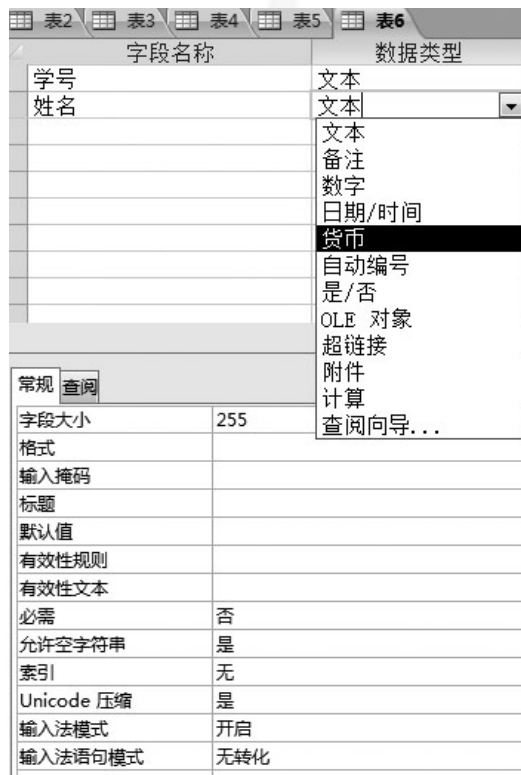 表2 表3 表4 表5 表6
字段名称 数据类型
学号 文本
姓名 文本
文本
备注
数字
日期/时间
货币
自动编号
是/否
OLE 对象
超链接
附件
计算
查阅向导...
常规 查阅
字段大小 255
格式
输入掩码
标题
默认值
有效性规则
有效性文本
必需 否
允许空字符串 是
索引 无
Unicode 压缩 是
输入法模式 开启
输入法语句模式 无转化